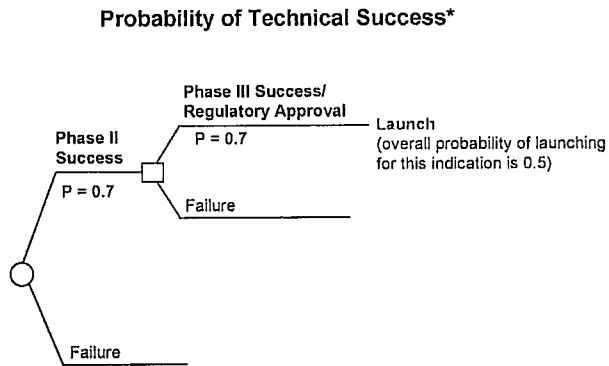 Probability of Technical Success*
Phase III Success/
Regulatory Approval
P = 0.7
Launch
(overall probability of launching
for this indication is 0.5)
Phase II
Success
P = 0.7
Failure
Failure